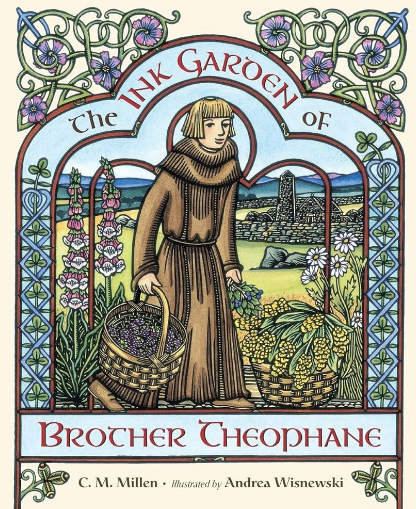 The Ink Garden of
Brother Theophane
C. M. Millen • Illustrated by Andrea Wisnewski